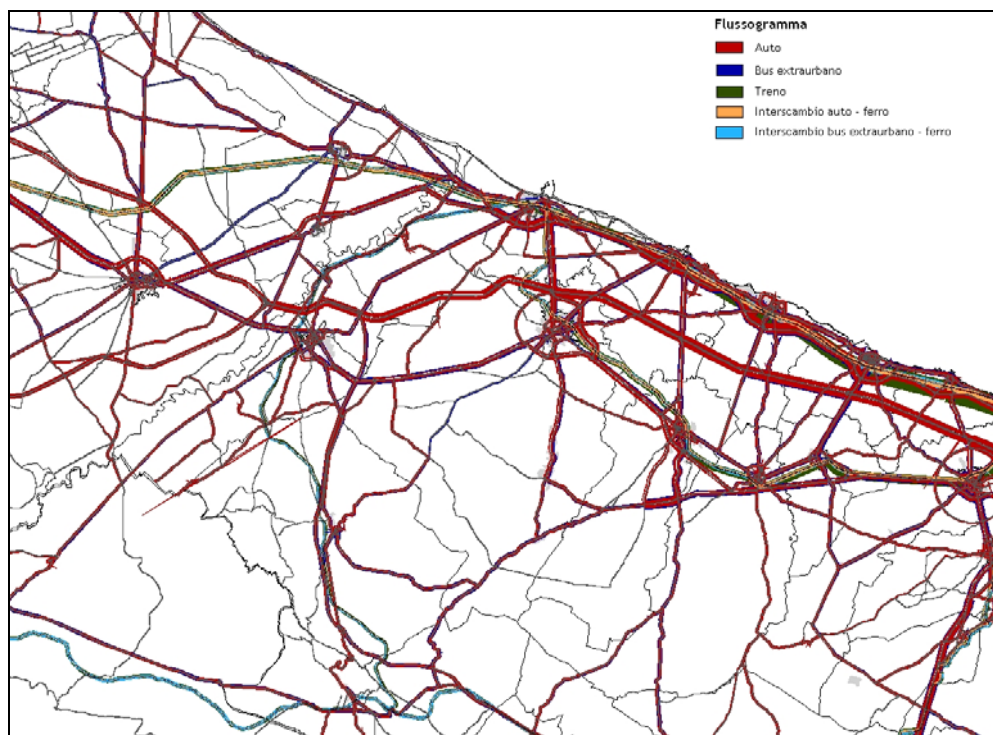 Flussogramma
Auto
Bus extraurbano
Treno
Interscambio auto - ferro
Interscambio bus extraurbano - ferro